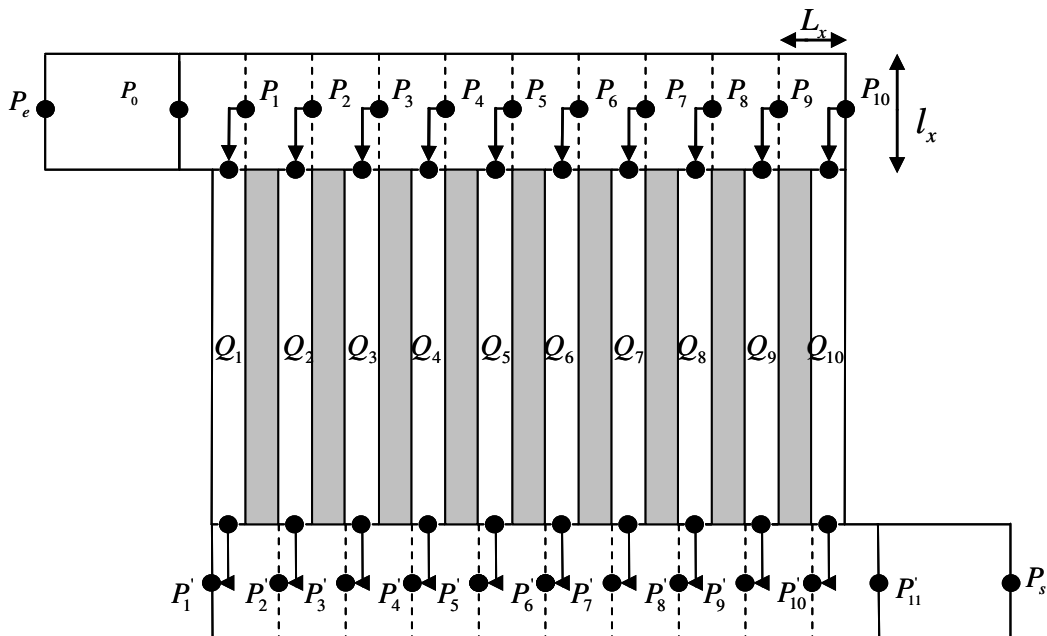 L_x
P_e P_0 P_1 P_2 P_3 P_4 P_5 P_6 P_7 P_8 P_9 P_10
l_x
Q_1 Q_2 Q_3 Q_4 Q_5 Q_6 Q_7 Q_8 Q_9 Q_10
P'_1 P'_2 P'_3 P'_4 P'_5 P'_6 P'_7 P'_8 P'_9 P'_10 P'_11 P_s